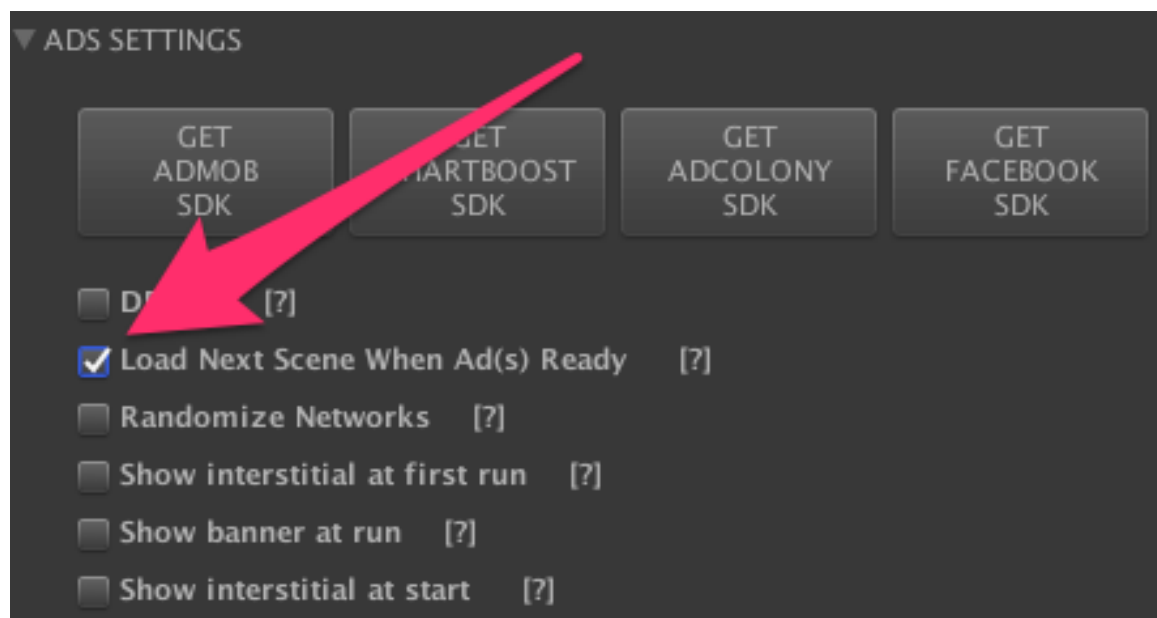 ADS SETTINGS
GET
ADMOB
SDK
GET
SDK
GET
ADCOLONY
SDK
GET
FACEBOOK
SDK
[?]
Load Next Scene When Ad(s) Ready [?]
Randomize Networks [?]
Show interstitial at first run [?]
Show banner at run [?]
Show interstitial at start [?]